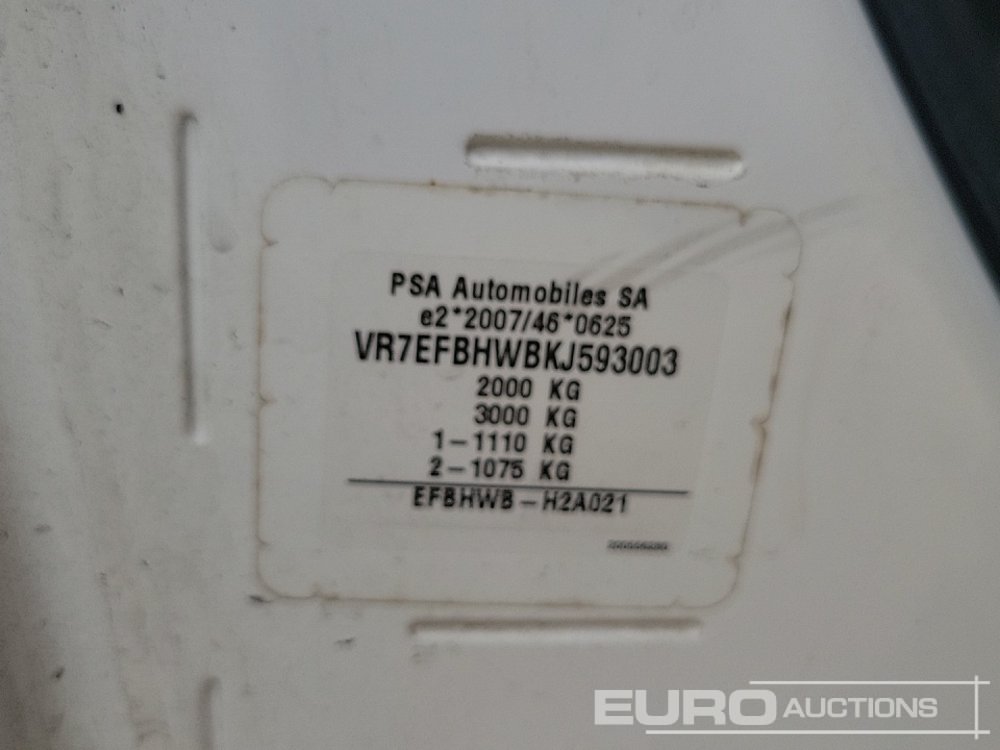 PSA Automobiles SA
e2*2007/46*0625
VR7EFBHWBKJ593003
2000 KG
3000 KG
1-1110 KG
2-1075 KG
EFBHWB-H2A021
EURO AUCTIONS